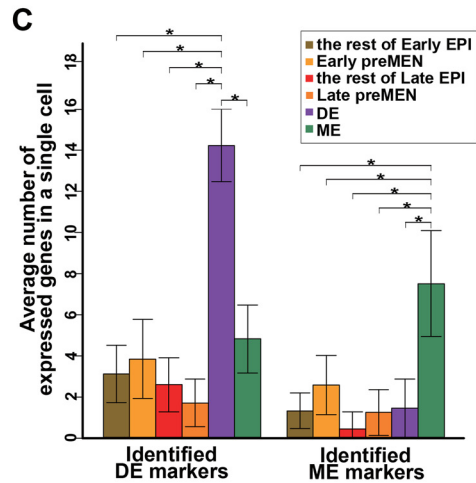 C
the rest of Early EPI
Early preMEN
the rest of Late EPI
Late preMEN
DE
ME
Average number of
expressed genes in a single cell
18
16
14
12
10
8
6
4
2
0
*
*
*
*
*
*
*
*
*
*
Identified
DE markers
Identified
ME markers